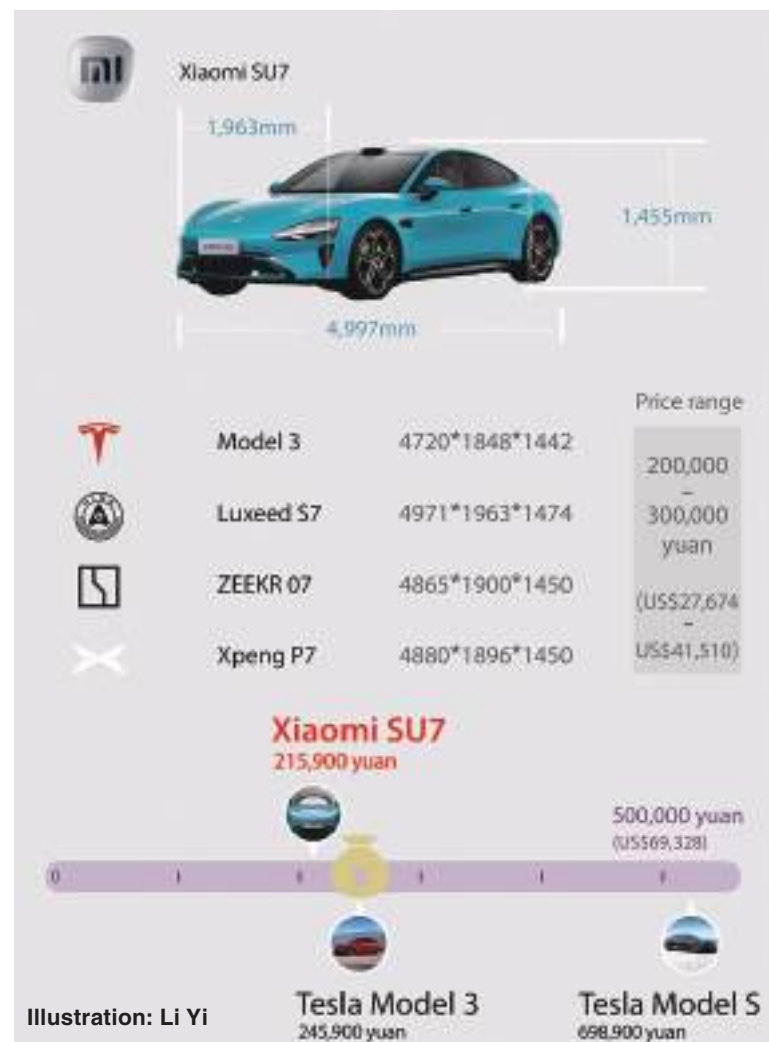 Xiaomi SU7
1,963mm
1,455mm
4,997mm
Price range
Model 3 4720*1848*1442
Luxeed S7 4971*1963*1474
ZEEKR 07 4865*1900*1450
Xpeng P7 4880*1896*1450
200,000
–
300,000
yuan
(US$27,674
–
US$41,510)
Xiaomi SU7
215,900 yuan
500,000 yuan
(US$69,328)
0
Tesla Model 3
245,900 yuan
Tesla Model S
698,900 yuan
Illustration: Li Yi